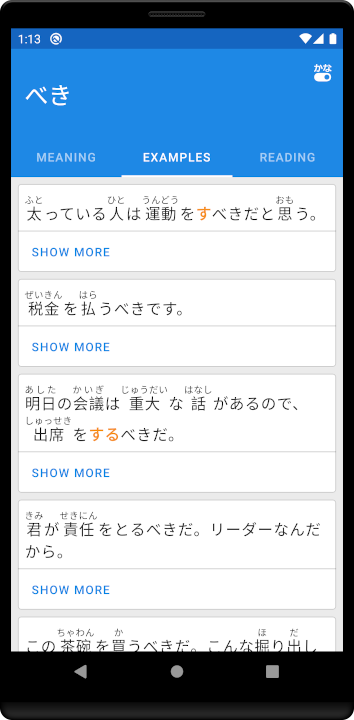 1:13
かな
べき
MEANING
EXAMPLES
READING
ふと ひと うんどう おも
太っている人は運動をすべきだと思う。
SHOW MORE
ぜいきん はら
税金を払うべきです。
SHOW MORE
あした かいぎ じゅうだい はなし
明日の会議は重大な話があるので、
しゅっせき
出席をするべきだ。
SHOW MORE
きみ せきにん
君が責任をとるべきだ。リーダーなんだ
から。
SHOW MORE
ちゃわん か ほ だ
この茶碗を買うべきだ。こんな掘り出し